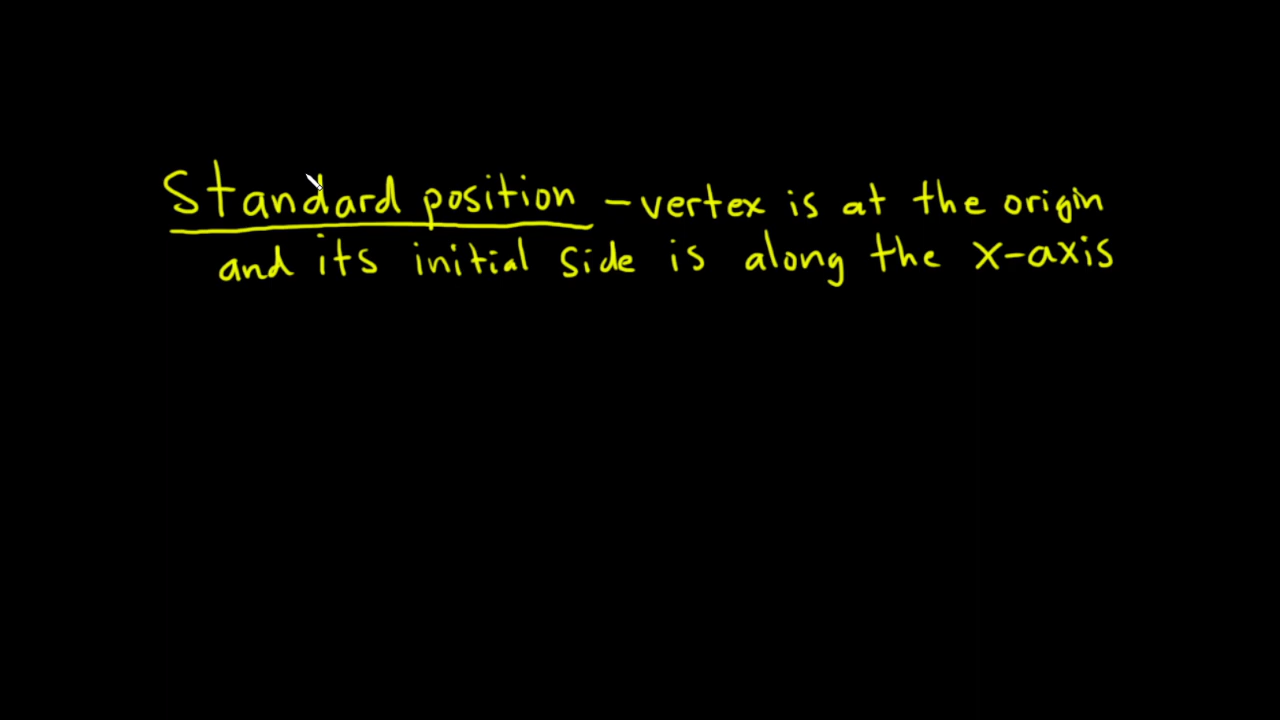 Standard position - vertex is at the origin
and its initial side is along the x-axis